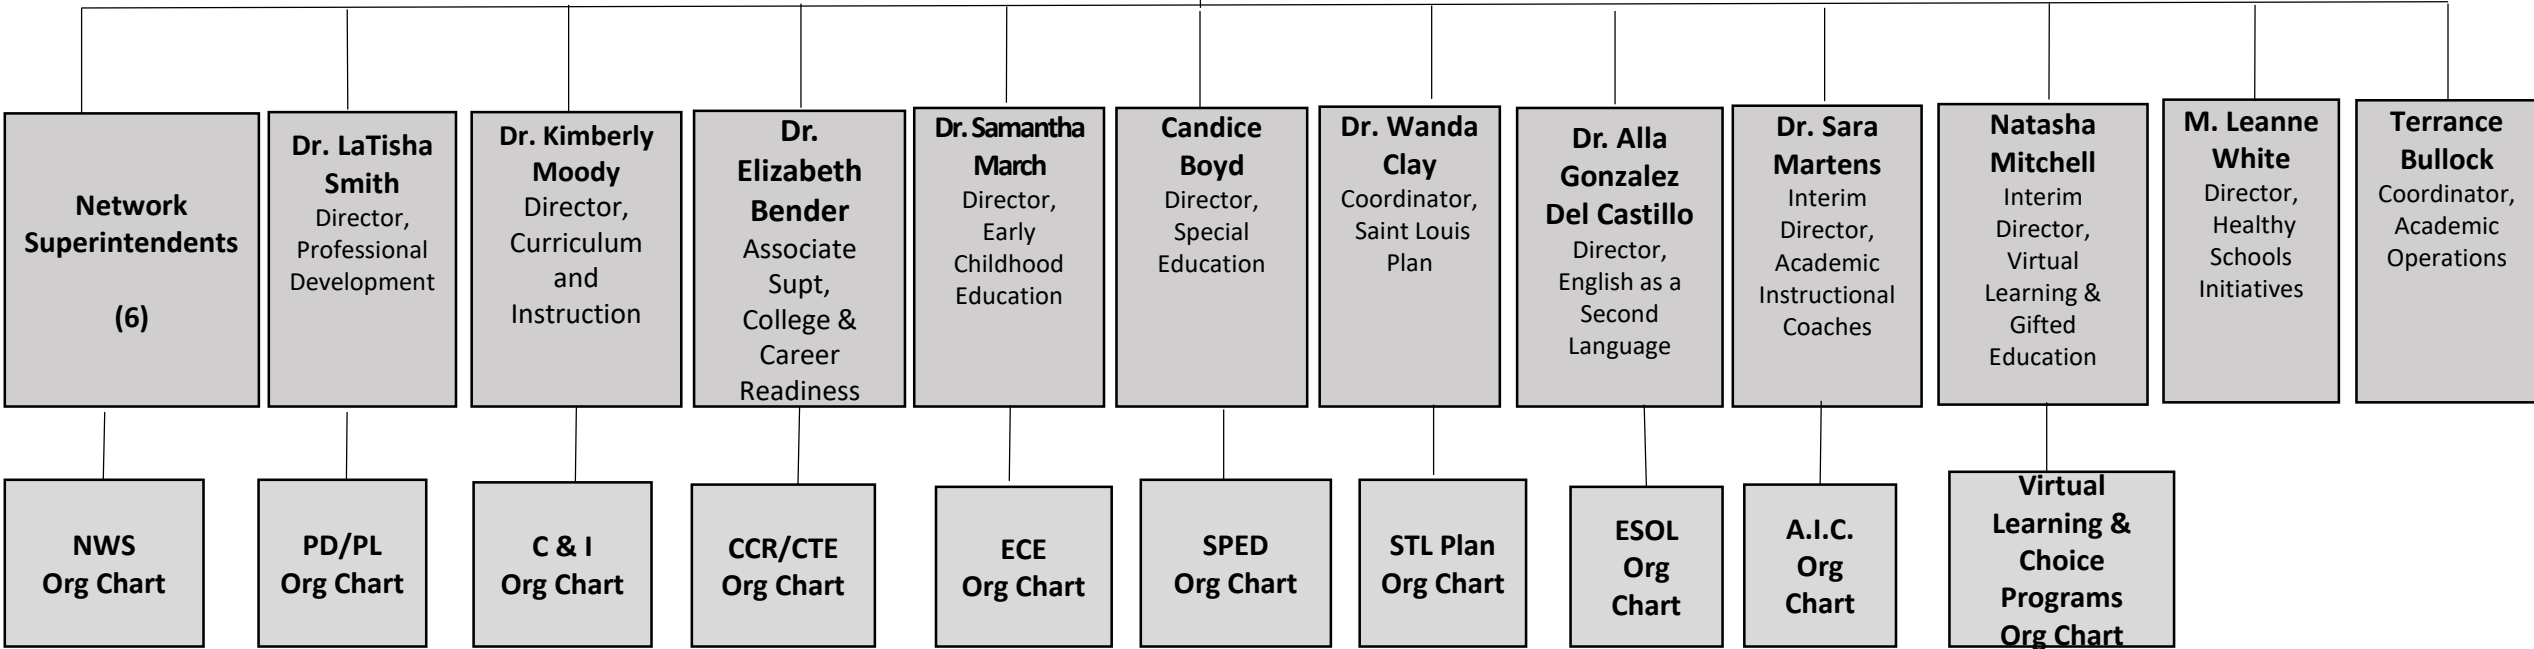 Network
Superintendents
(6)
Dr. LaTisha
Smith
Director,
Professional
Development
Dr. Kimberly
Moody
Director,
Curriculum
and
Instruction
Dr.
Elizabeth
Bender
Associate
Supt,
College &
Career
Readiness
Dr. Samantha
March
Director,
Early
Childhood
Education
Candice
Boyd
Director,
Special
Education
Dr. Wanda
Clay
Coordinator,
Saint Louis
Plan
Dr. Alla
Gonzalez
Del Castillo
Director,
English as a
Second
Language
Dr. Sara
Martens
Interim
Director,
Academic
Instructional
Coaches
Natasha
Mitchell
Interim
Director,
Virtual
Learning &
Gifted
Education
M. Leanne
White
Director,
Healthy
Schools
Initiatives
Terrance
Bullock
Coordinator,
Academic
Operations
NWS
Org Chart
PD/PL
Org Chart
C & I
Org Chart
CCR/CTE
Org Chart
ECE
Org Chart
SPED
Org Chart
STL Plan
Org Chart
ESOL
Org
Chart
A.I.C.
Org
Chart
Virtual
Learning &
Choice
Programs
Org Chart